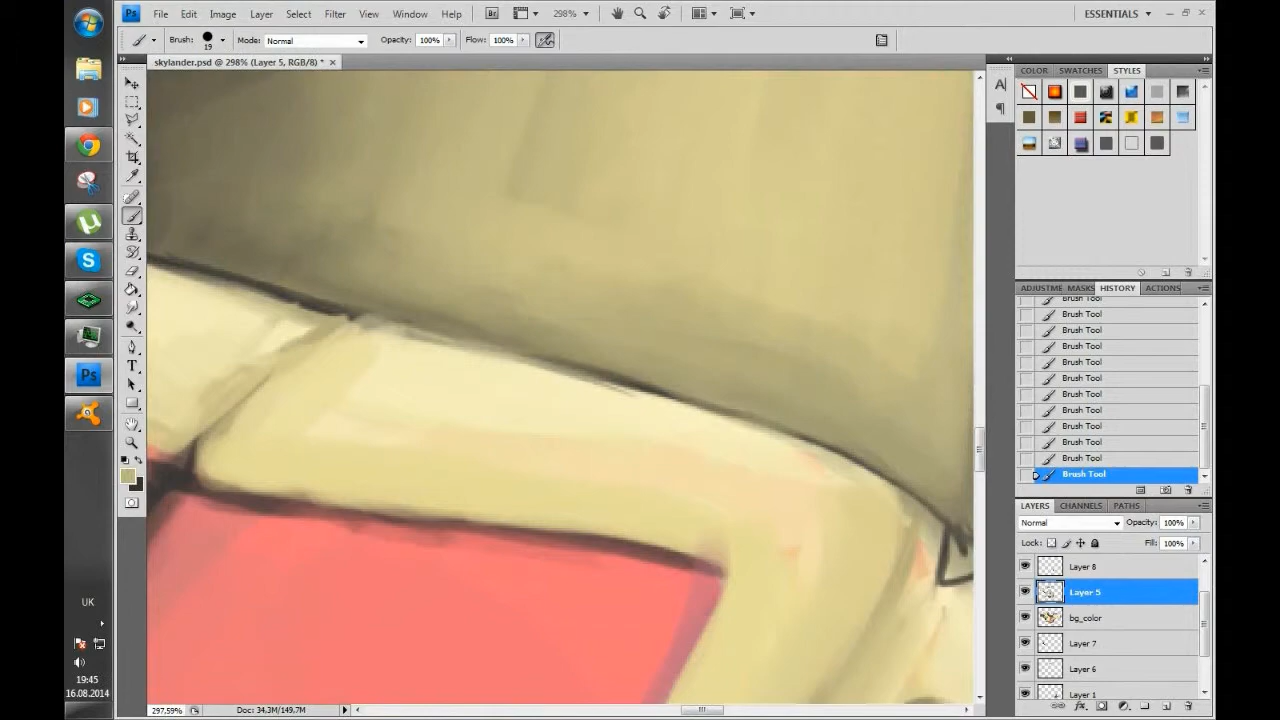 Ps File Edit Image Layer Select Filter View Window Help Br 298% ESSENTIALS
Brush: 19 Mode: Normal Opacity: 100% Flow: 100%
skylander.psd @ 298% (Layer 5, RGB/8) *
COLOR SWATCHES STYLES
ADJUSTME MASKS HISTORY ACTIONS
Brush Tool
Brush Tool
Brush Tool
Brush Tool
Brush Tool
Brush Tool
Brush Tool
Brush Tool
Brush Tool
Brush Tool
Brush Tool
Brush Tool
LAYERS CHANNELS PATHS
Normal Opacity: 100%
Lock: Fill: 100%
Layer 8
Layer 5
bg_color
Layer 7
Layer 6
Layer 1
S
Ps
T
A
UK
19:45
16.08.2014
297,59% Doc: 34,3M/149,7M